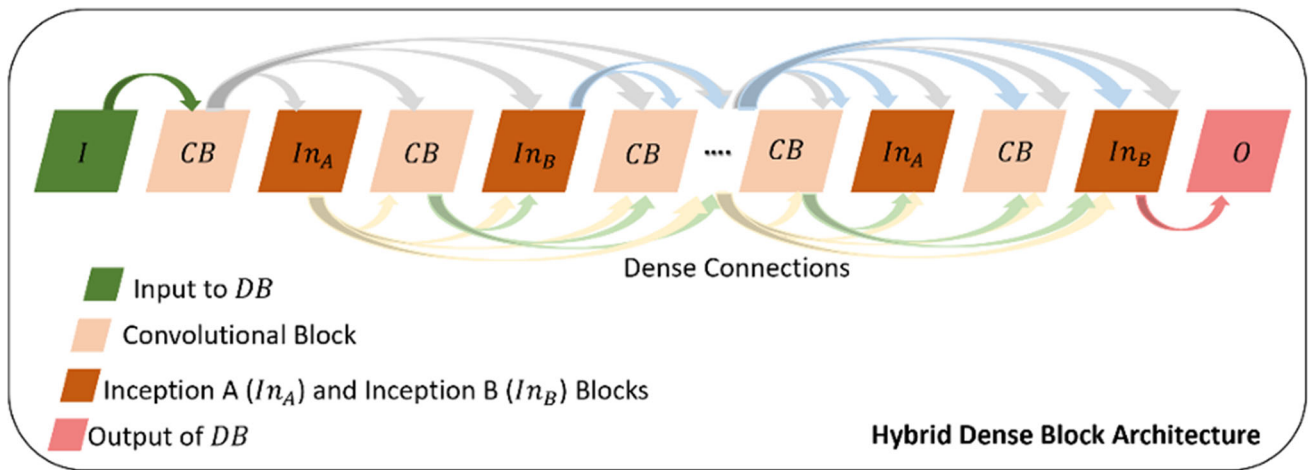 I CB In_A CB In_B CB .... CB In_A CB In_B O
Dense Connections
Input to DB
Convolutional Block
Inception A (In_A) and Inception B (In_B) Blocks
Output of DB
Hybrid Dense Block Architecture